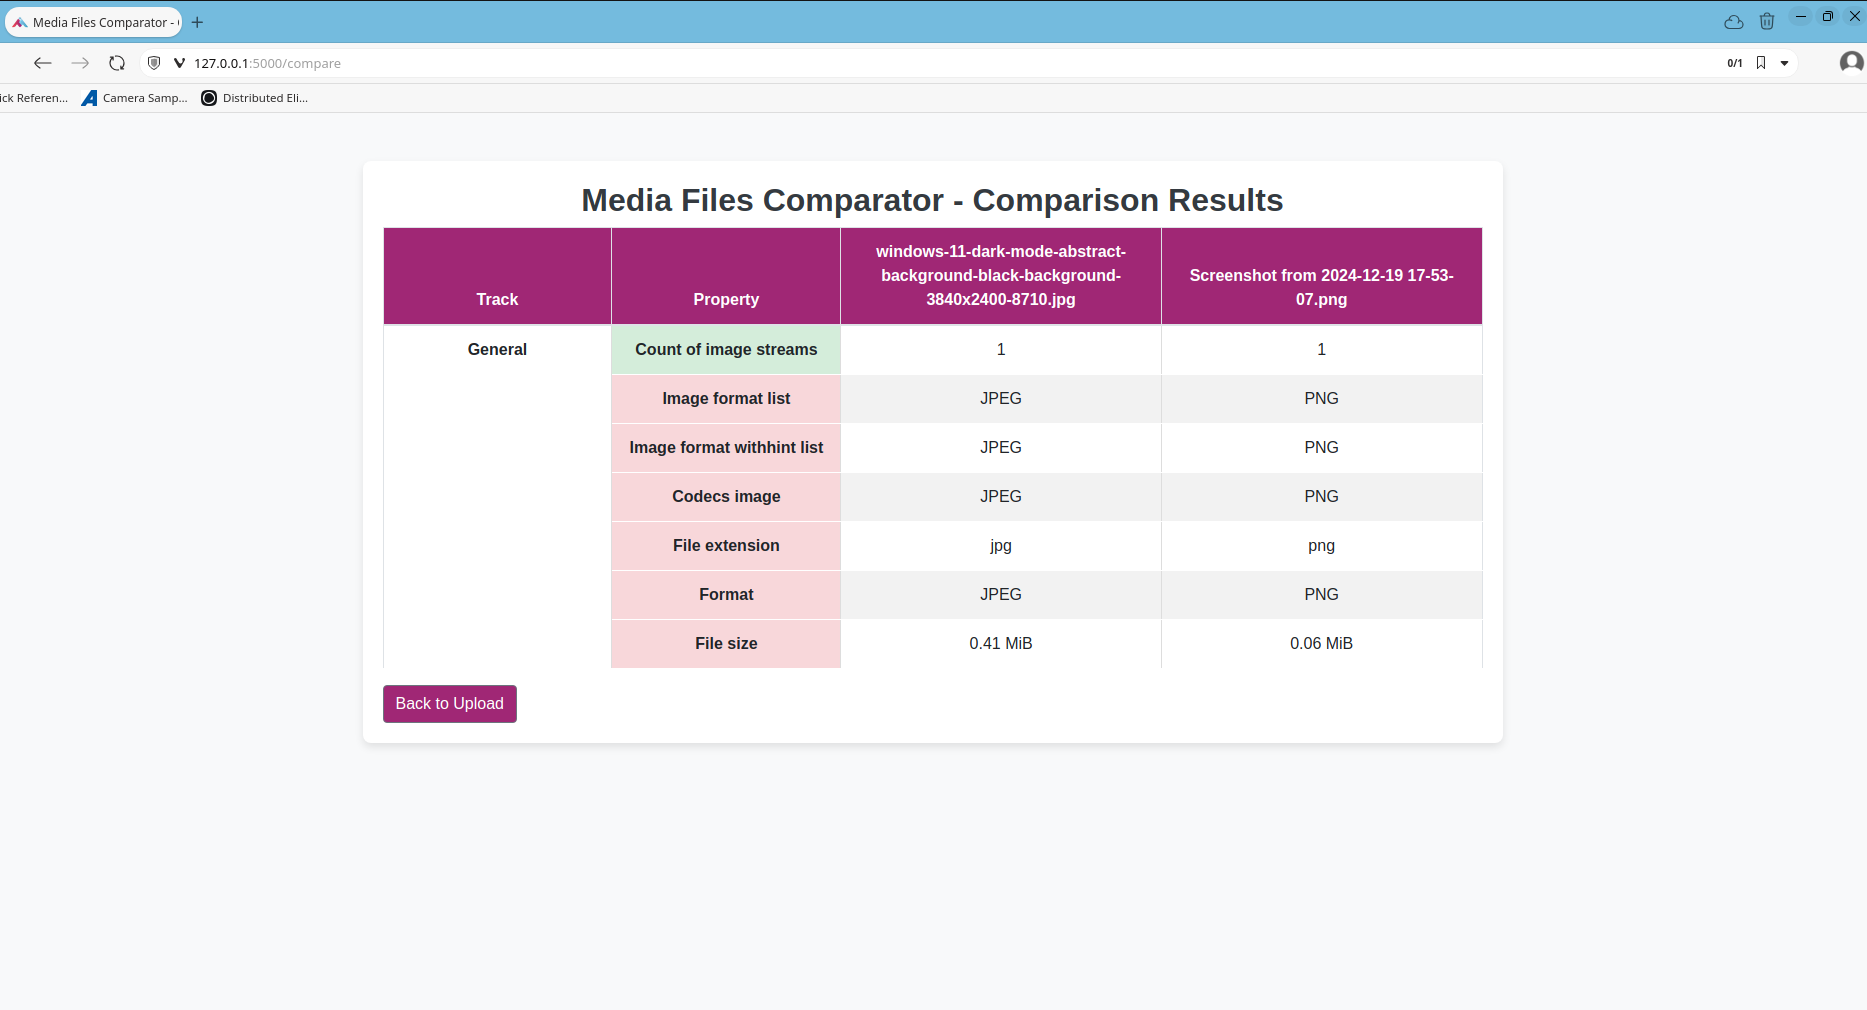 Media Files Comparator -
127.0.0.1:5000/compare
0/1
ick Referen...
Camera Samp...
Distributed Eli...
Media Files Comparator - Comparison Results
Track
Property
windows-11-dark-mode-abstract-
background-black-background-
3840x2400-8710.jpg
Screenshot from 2024-12-19 17-53-
07.png
General
Count of image streams
1
1
Image format list
JPEG
PNG
Image format withhint list
JPEG
PNG
Codecs image
JPEG
PNG
File extension
jpg
png
Format
JPEG
PNG
File size
0.41 MiB
0.06 MiB
Back to Upload